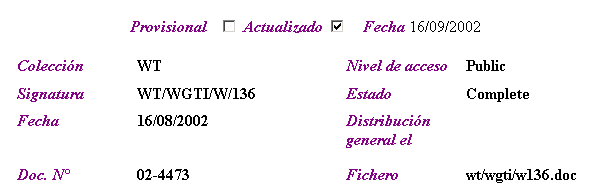 Provisional Actualizado Fecha 16/09/2002
Colección WT Nivel de acceso Public
Signatura WT/WGTI/W/136 Estado Complete
Fecha 16/08/2002 Distribución general el
Doc. N° 02-4473 Fichero wt/wgti/w136.doc